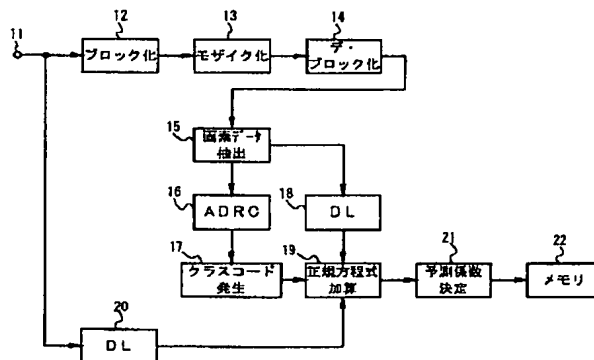 11
12
ブロック化
13
モザイク化
14
デ・
ブロック化
15
画素データ
抽出
16
ADRC
18
DL
17
クラスコード
発生
19
正規方程式
加算
21
予測係数
決定
22
メモリ
20
DL